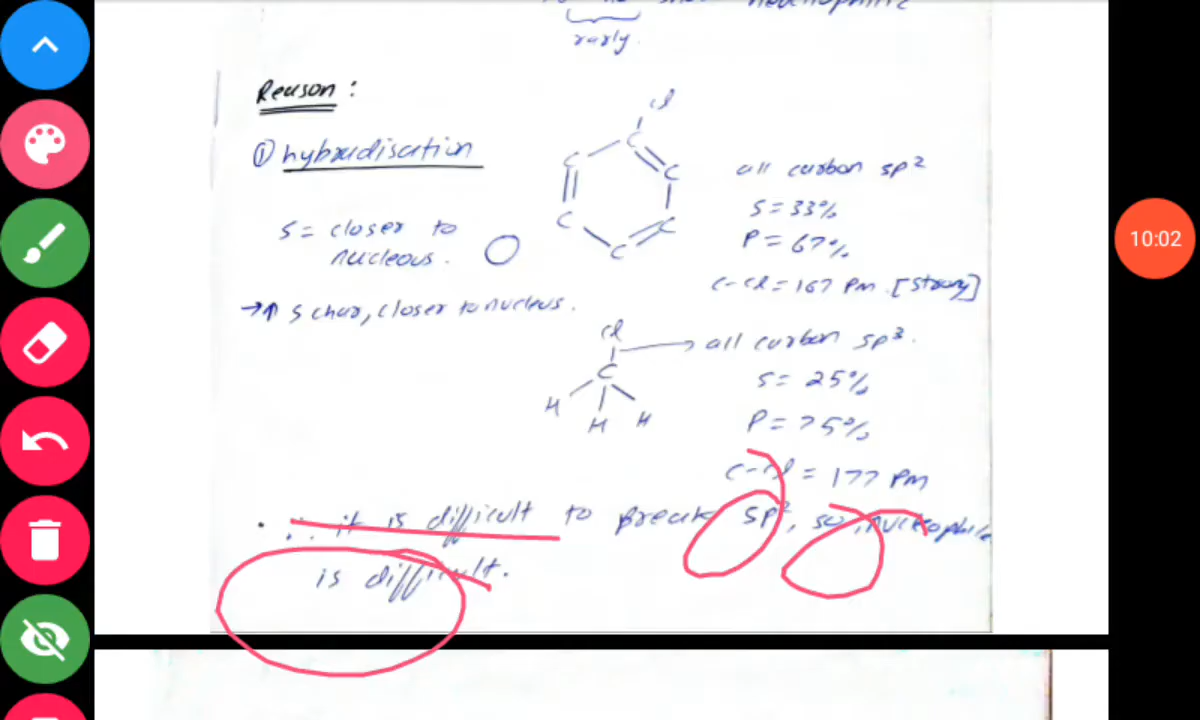 rarly.
Reason :
Cl
① hybradisation
C C C C C C
all carbon sp²
S = 33%
S = closer to
nucleous.
P = 67%
C-Cl = 167 Pm. [strong]
→↑ S char, closer to nucleus.
Cl
all carbon sp³.
C
S = 25%
H H H
P = 75%
C-Cl = 177 Pm
∴ it is difficult to break sp², so, nucleophile
is difficult.
10:02